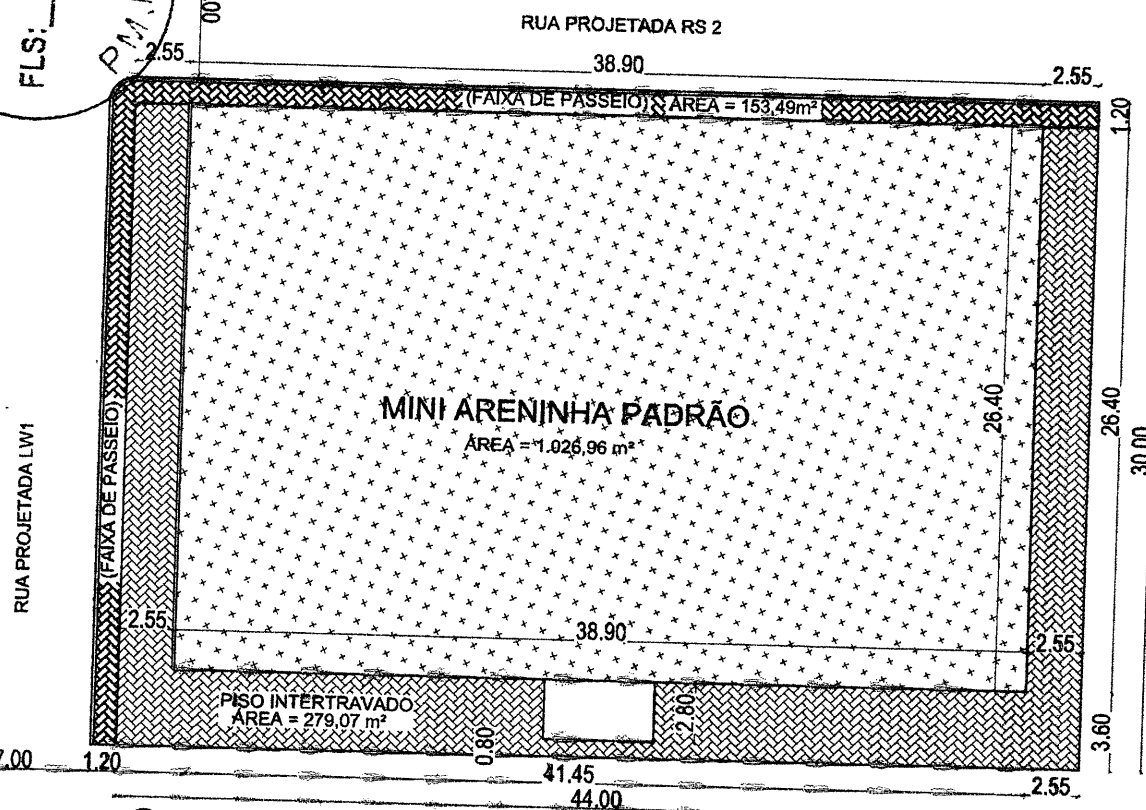 FLS:
P.M.
00
RUA PROJETADA RS 2
2.55
38.90
2.55
(FAIXA DE PASSEIO) ÁREA = 153,49m²
1.20
MINI ARENINHA PADRÃO
ÁREA = 1.026,96 m²
26.40
26.40
30.00
RUA PROJETADA LW1
(FAIXA DE PASSEIO)
2.55
38.90
2.55
PISO INTERTRAVADO
ÁREA = 279,07 m²
0.80
2.80
3.60
7.00
1.20
41.45
2.55
44.00